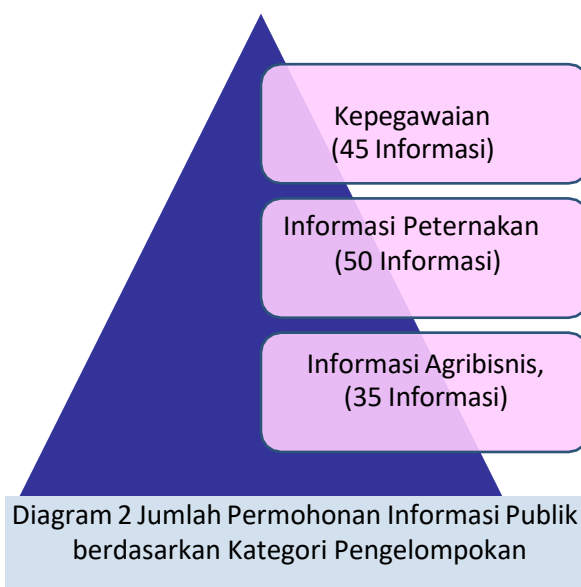 Kepegawaian
(45 Informasi)
Informasi Peternakan
(50 Informasi)
Informasi Agribisnis,
(35 Informasi)
Diagram 2 Jumlah Permohonan Informasi Publik
berdasarkan Kategori Pengelompokan